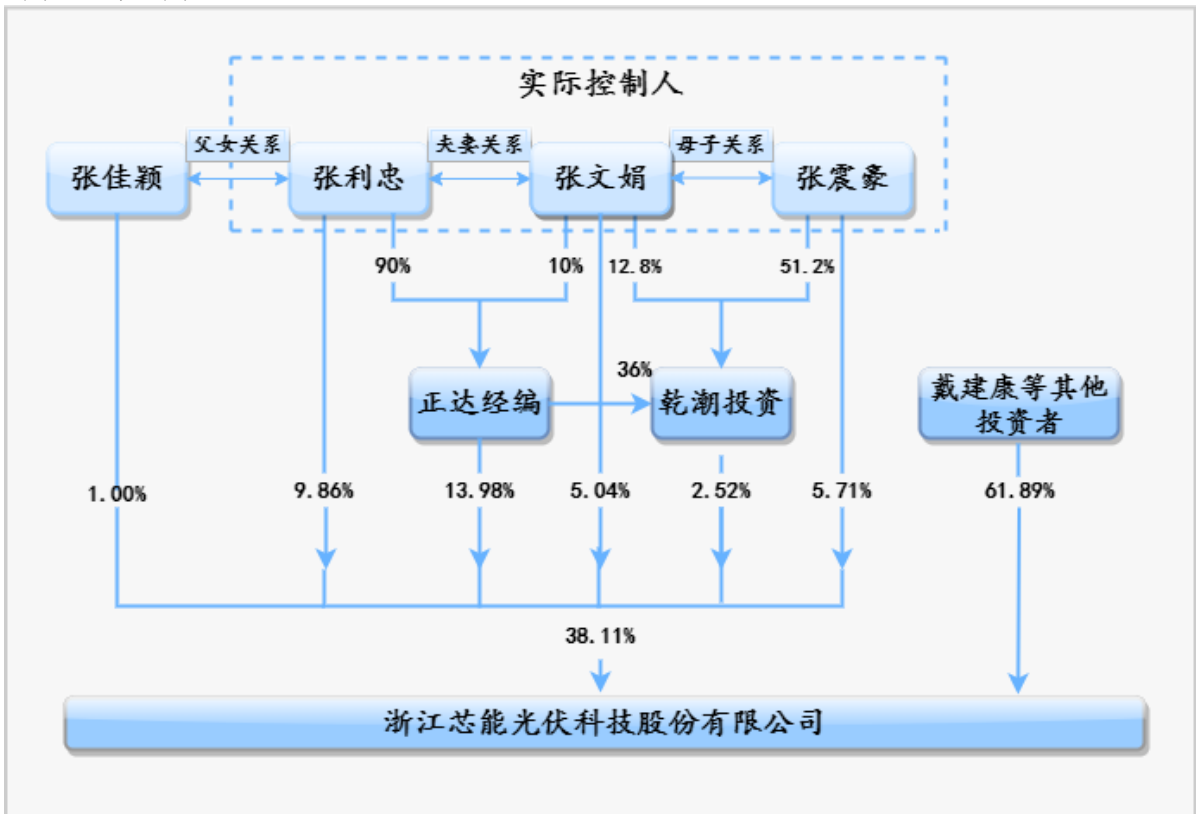 实际控制人
父女关系
夫妻关系
母子关系
张佳颖
张利忠
张文娟
张震豪
90%
10%
12.8%
51.2%
36%
正达经编
乾潮投资
戴建康等其他
投资者
1.00%
9.86%
13.98%
5.04%
2.52%
5.71%
61.89%
38.11%
浙江芯能光伏科技股份有限公司